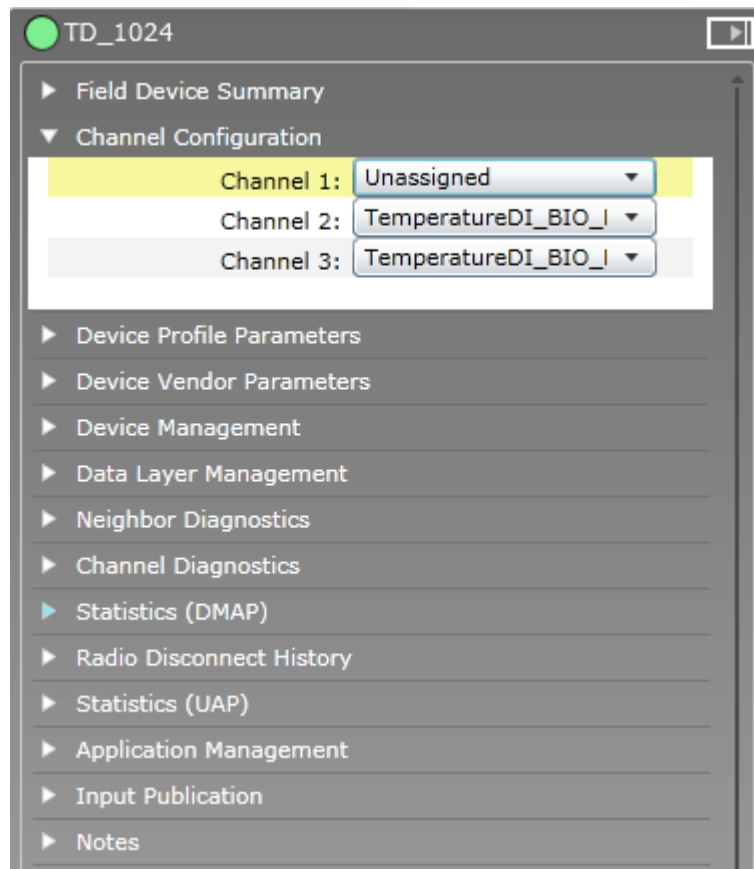 TD_1024
Field Device Summary
Channel Configuration
Channel 1: Unassigned
Channel 2: TemperatureDI_BIO_
Channel 3: TemperatureDI_BIO_
Device Profile Parameters
Device Vendor Parameters
Device Management
Data Layer Management
Neighbor Diagnostics
Channel Diagnostics
Statistics (DMAP)
Radio Disconnect History
Statistics (UAP)
Application Management
Input Publication
Notes